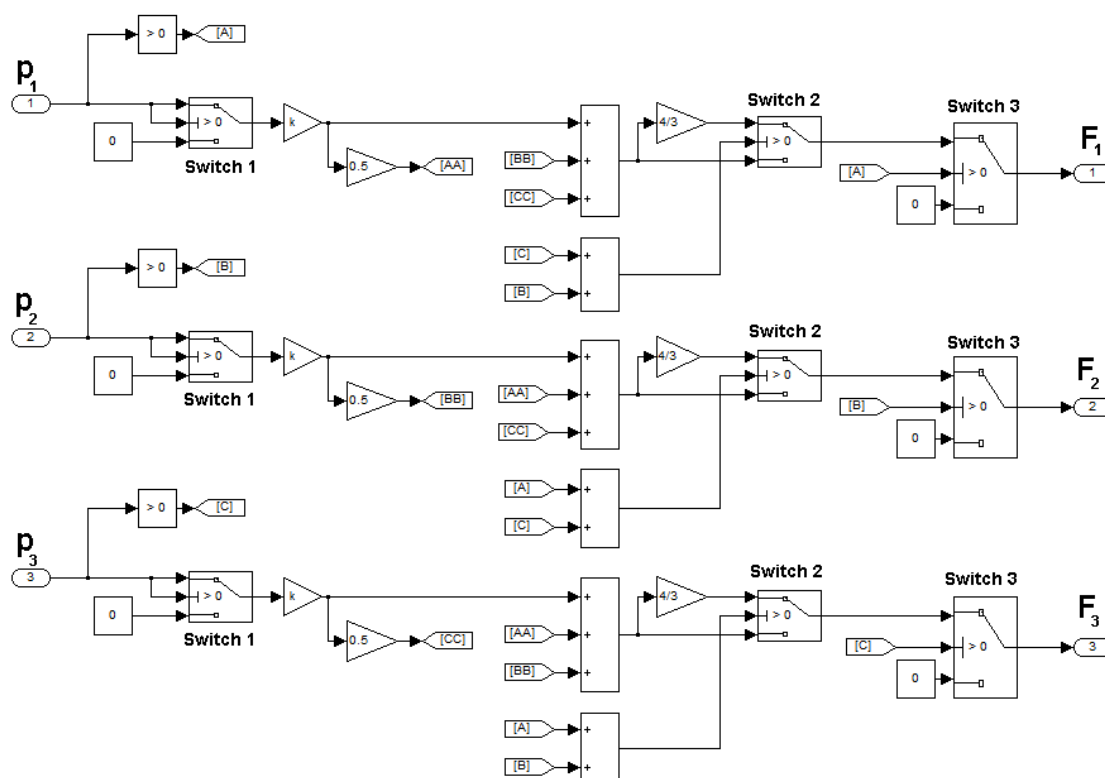 > 0
[A]
p1
1
0
> 0
Switch 1
k
0.5
[AA]
[BB]
[CC]
+
+
+
4/3
Switch 2
> 0
Switch 3
[A]
0
> 0
F1
1
[C]
[B]
+
+
> 0
[B]
p2
2
0
> 0
Switch 1
k
0.5
[BB]
[AA]
[CC]
+
+
+
4/3
Switch 2
> 0
Switch 3
[B]
0
> 0
F2
2
[A]
[C]
+
+
> 0
[C]
p3
3
0
> 0
Switch 1
k
0.5
[CC]
[AA]
[BB]
+
+
+
4/3
Switch 2
> 0
Switch 3
[C]
0
> 0
F3
3
[A]
[B]
+
+